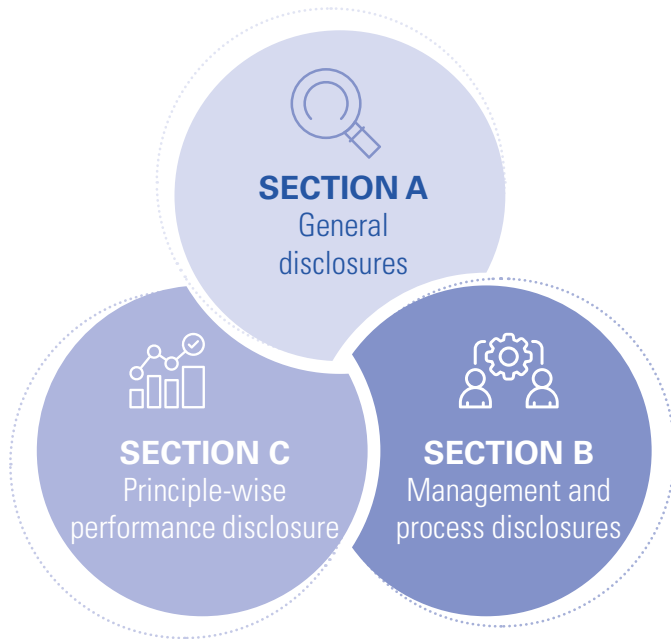 SECTION A
General
disclosures
SECTION C
Principle-wise
performance disclosure
SECTION B
Management and
process disclosures